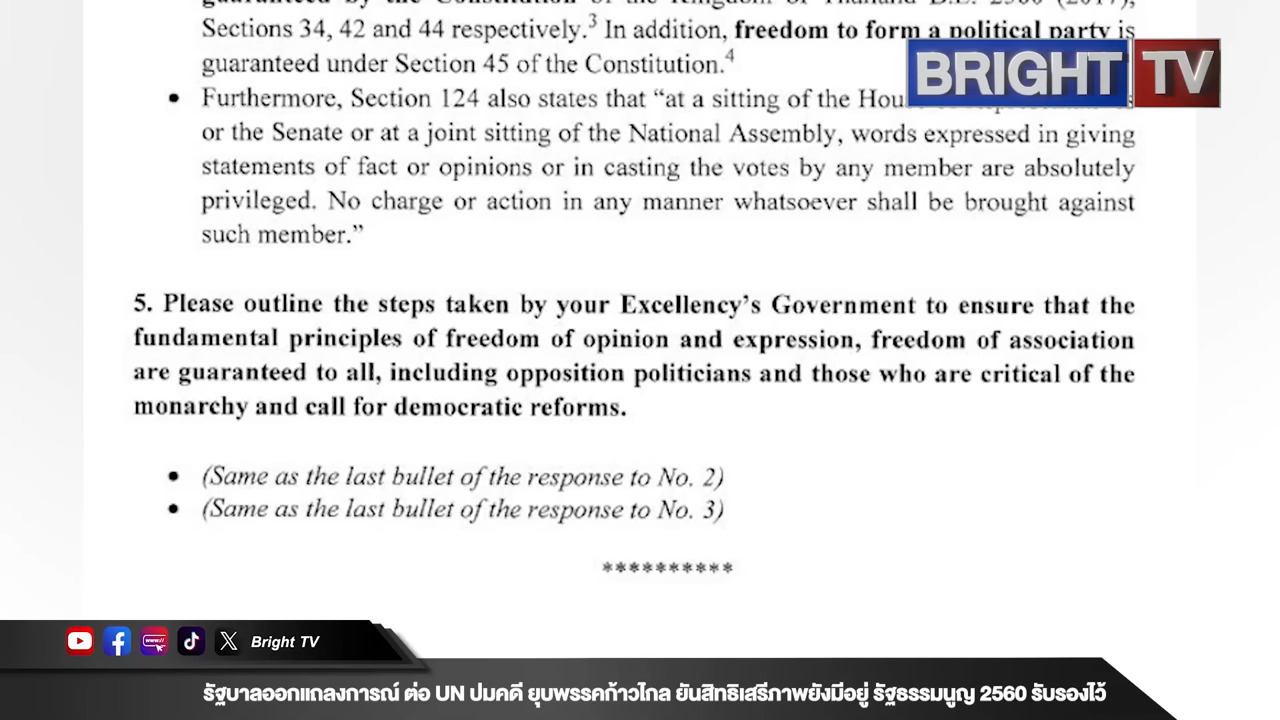 guaranteed by the Constitution of the Kingdom of Thailand B.E. 2560 (2017),
Sections 34, 42 and 44 respectively.3 In addition, freedom to form a political party is
guaranteed under Section 45 of the Constitution.4
BRIGHT TV
• Furthermore, Section 124 also states that “at a sitting of the
or the Senate or at a joint sitting of the National Assembly, words expressed in giving
statements of fact or opinions or in casting the votes by any member are absolutely
privileged. No charge or action in any manner whatsoever shall be brought against
such member.”
5. Please outline the steps taken by your Excellency’s Government to ensure that the
fundamental principles of freedom of opinion and expression, freedom of association
are guaranteed to all, including opposition politicians and those who are critical of the
monarchy and call for democratic reforms.
• (Same as the last bullet of the response to No. 2)
• (Same as the last bullet of the response to No. 3)
**********
www// Bright TV
รัฐบาลออกแถลงการณ์ ต่อ UN ปมคดี ยุบพรรคก้าวไกล ยันสิทธิเสรีภาพยังมีอยู่ รัฐธรรมนูญ 2560 รับรองไว้